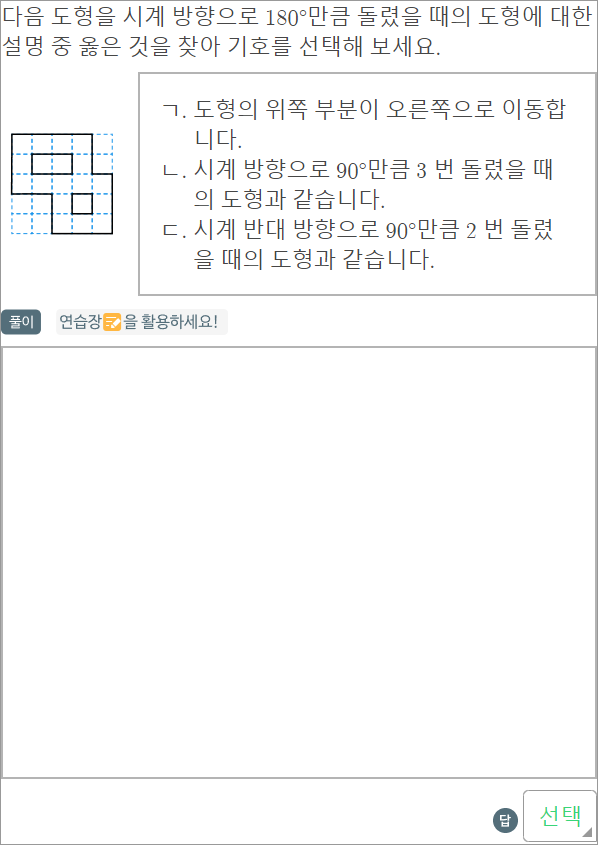 다음 도형을 시계 방향으로 180°만큼 돌렸을 때의 도형에 대한
설명 중 옳은 것을 찾아 기호를 선택해 보세요.
ㄱ. 도형의 위쪽 부분이 오른쪽으로 이동합
니다.
ㄴ. 시계 방향으로 90°만큼 3 번 돌렸을 때
의 도형과 같습니다.
ㄷ. 시계 반대 방향으로 90°만큼 2 번 돌렸
을 때의 도형과 같습니다.
풀이 연습장을 활용하세요!
답 선택